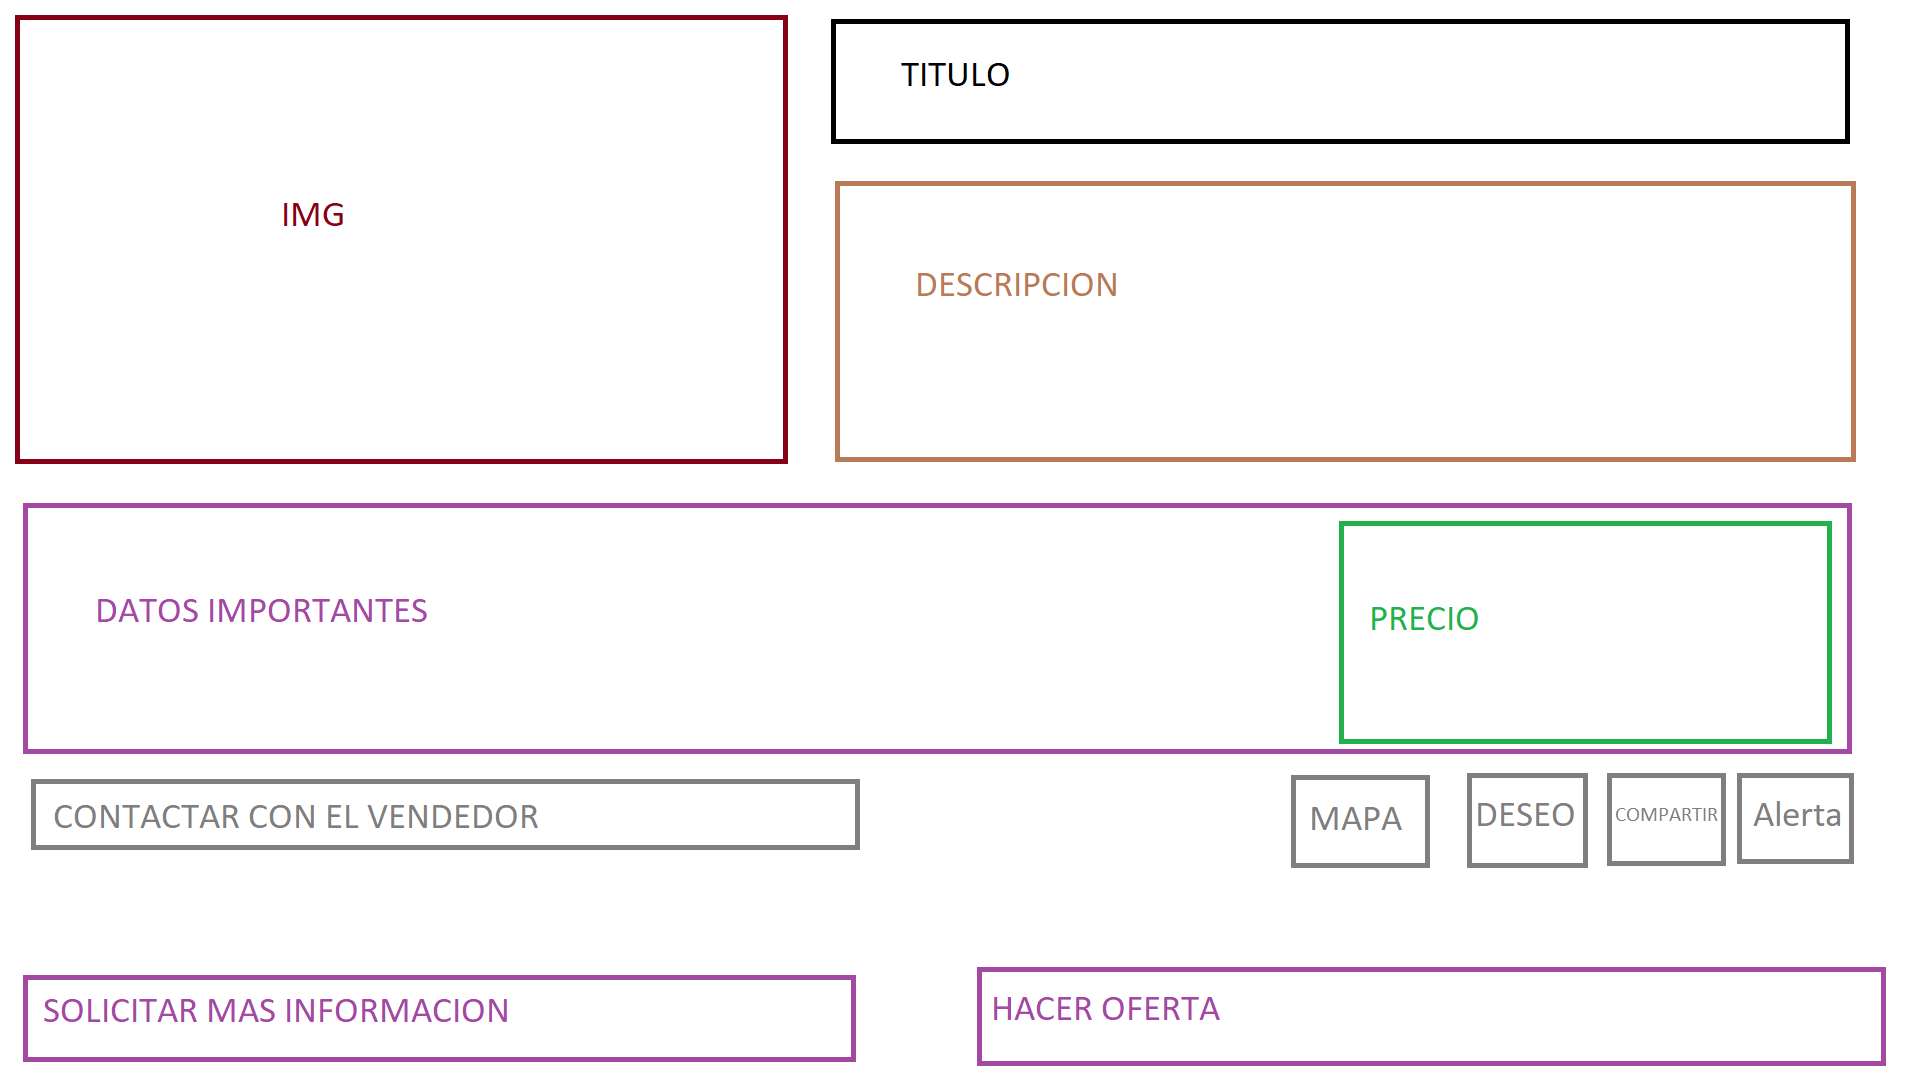 TITULO
IMG
DESCRIPCION
DATOS IMPORTANTES
PRECIO
CONTACTAR CON EL VENDEDOR
MAPA
DESEO
COMPARTIR
Alerta
SOLICITAR MAS INFORMACION
HACER OFERTA